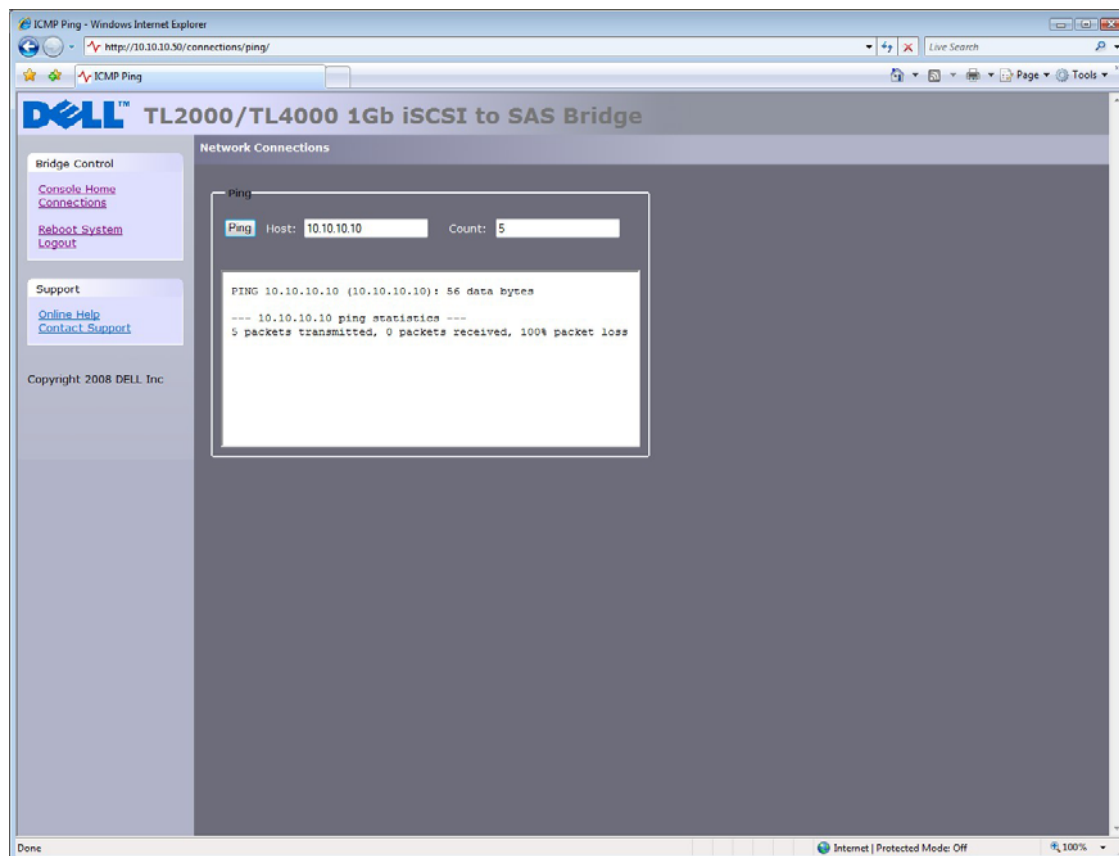 ICMP Ping - Windows Internet Explorer
http://10.10.10.50/connections/ping/
Live Search
ICMP Ping
Page
Tools
DELL™ TL2000/TL4000 1Gb iSCSI to SAS Bridge
Network Connections
Bridge Control
Console Home
Connections
Reboot System
Logout
Support
Online Help
Contact Support
Copyright 2008 DELL Inc
Ping
Ping Host: 10.10.10.10 Count: 5
PING 10.10.10.10 (10.10.10.10): 56 data bytes
--- 10.10.10.10 ping statistics ---
5 packets transmitted, 0 packets received, 100% packet loss
Done
Internet | Protected Mode: Off
100%